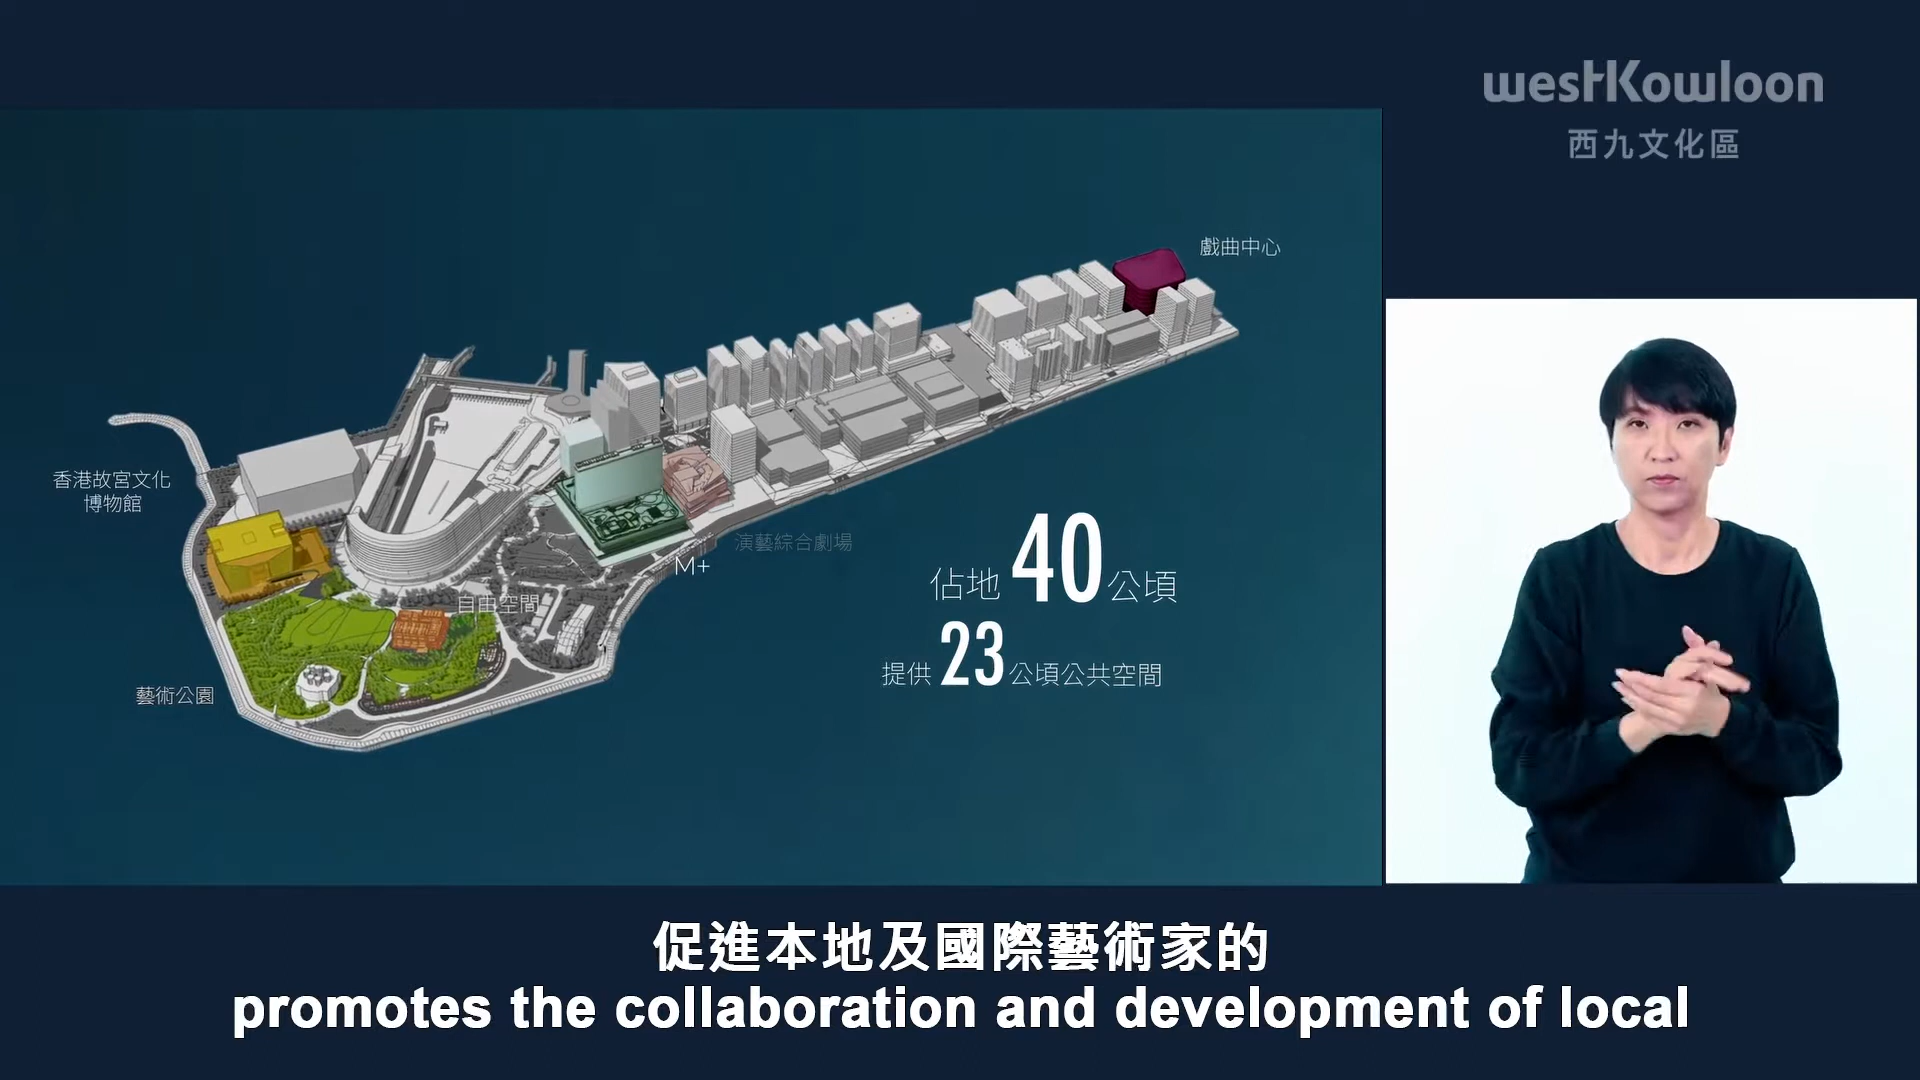 westKowloon
西九文化區
戲曲中心
香港故宮文化
博物館
演藝綜合劇場
M+
自由空間
藝術公園
佔地 40 公頃
提供 23 公頃公共空間
促進本地及國際藝術家的
promotes the collaboration and development of local